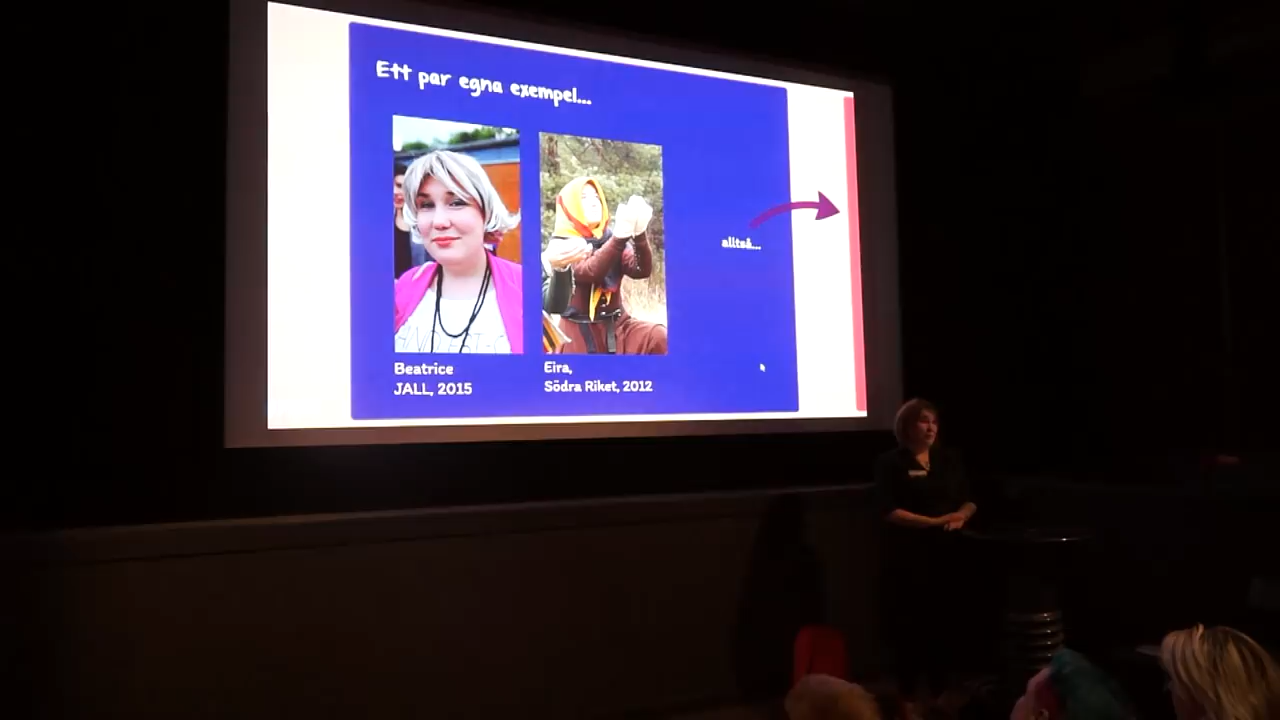 Ett par egna exempel...
alltså...
Beatrice
JALL, 2015
Eira,
Södra Riket, 2012